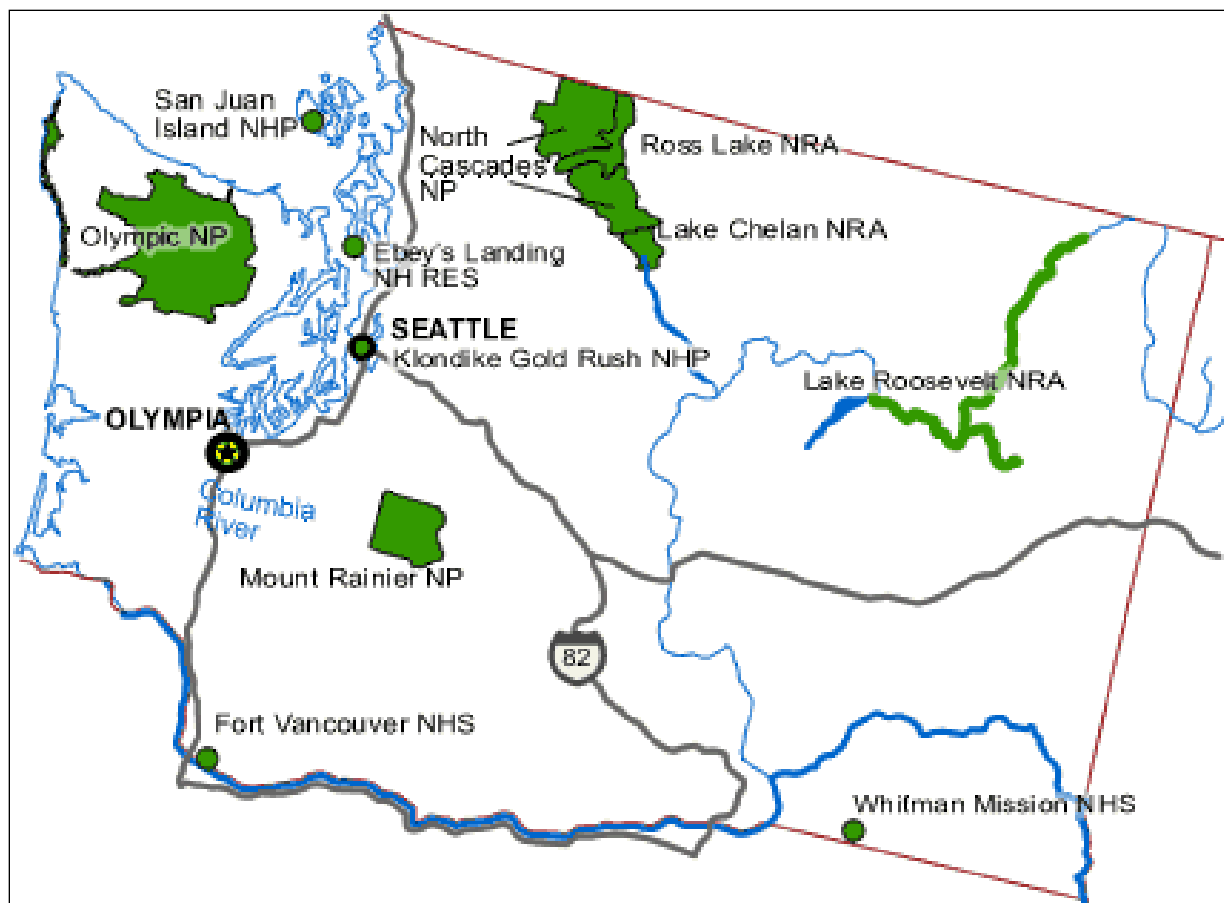 San Juan
Island NHP
North
Cascades
NP
Ross Lake NRA
Olympic NP
Lake Chelan NRA
Ebey's Landing
NH RES
SEATTLE
Klondike Gold Rush NHP
Lake Roosevelt NRA
OLYMPIA
Columbia
River
Mount Rainier NP
82
Fort Vancouver NHS
Whitman Mission NHS